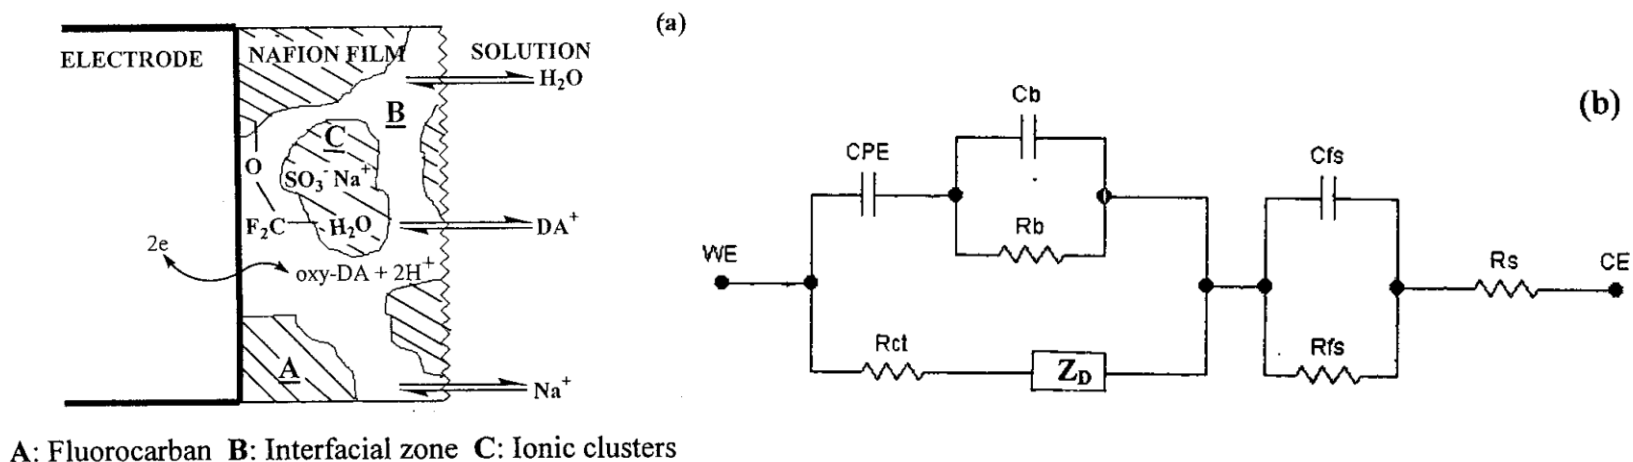 (a)
ELECTRODE
NAFION FILM
SOLUTION
H₂O
B
C
O
SO₃⁻ Na⁺
F₂C
H₂O
DA⁺
2e
oxy-DA + 2H⁺
A
Na⁺
A: Fluorocarban B: Interfacial zone C: Ionic clusters
(b)
Cb
CPE
Cfs
Rb
WE
Rs
CE
Rct
Z_D
Rfs